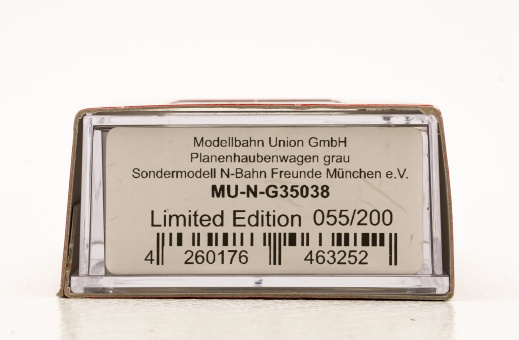 Modellbahn Union GmbH
Planenhaubenwagen grau
Sondermodell N-Bahn Freunde München e.V.
MU-N-G35038
Limited Edition 055/200
4 260176 463252